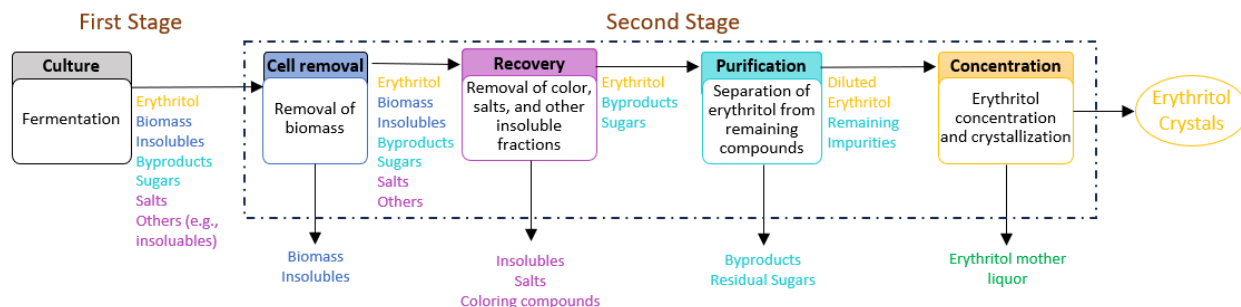 First Stage
Second Stage
Culture
Fermentation
Erythritol
Biomass
Insolubles
Byproducts
Sugars
Salts
Others (e.g.,
insoluables)
Cell removal
Removal of
biomass
Biomass
Insolubles
Erythritol
Biomass
Insolubles
Byproducts
Sugars
Salts
Others
Recovery
Removal of color,
salts, and other
insoluble
fractions
Insolubles
Salts
Coloring compounds
Erythritol
Byproducts
Sugars
Purification
Separation of
erythritol from
remaining
compounds
Byproducts
Residual Sugars
Diluted
Erythritol
Remaining
Impurities
Concentration
Erythritol
concentration
and crystallization
Erythritol mother
liquor
Erythritol
Crystals